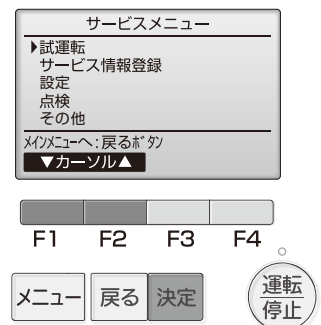 サービスメニュー
▶試運転
サービス情報登録
設定
点検
その他
ﾒｲﾝﾒﾆｭｰへ:戻るﾎﾞﾀﾝ
▼カーソル▲
F1 F2 F3 F4
メニュー 戻る 決定 運転
停止